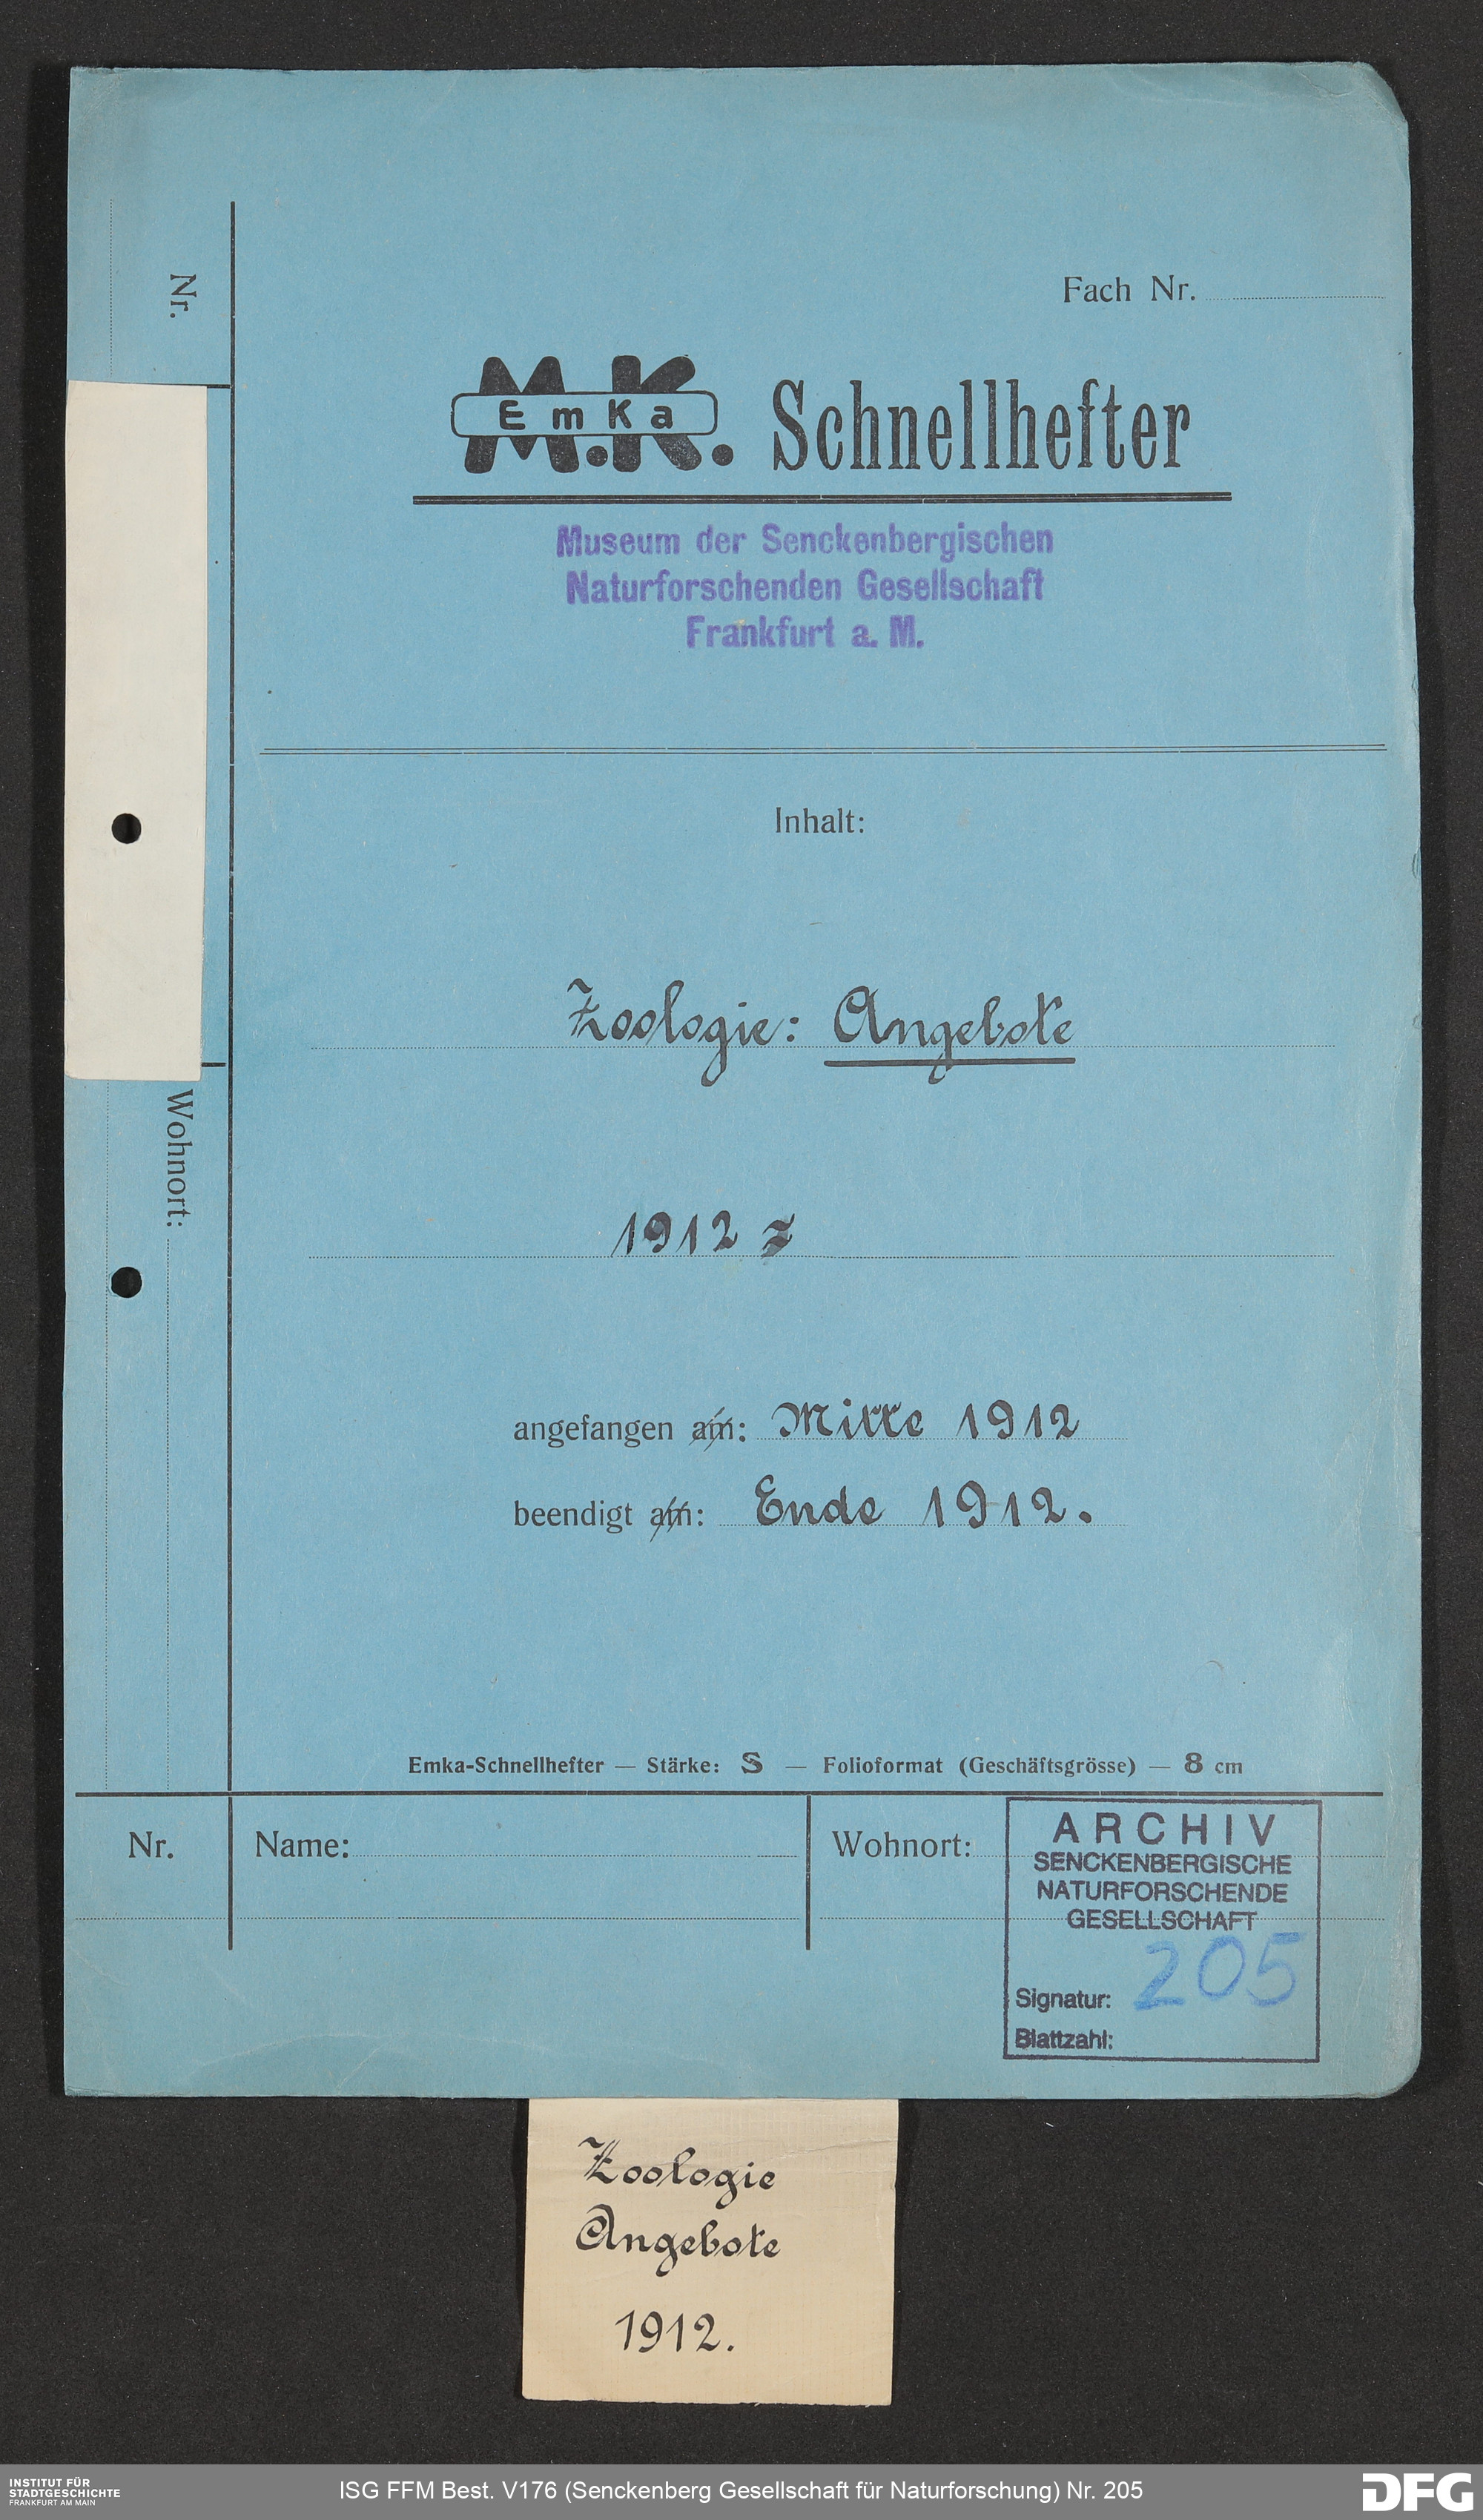 Nr.
Fach Nr.
M.K.
EmKa
Schnellhefter
Museum der Senckenbergischen
Naturforschenden Gesellschaft
Frankfurt a. M.
Inhalt:
Zoologie: Angebote
1912
angefangen am: Mitte 1912
beendigt am: Ende 1912.
Wohnort:
Emka-Schnellhefter — Stärke: S — Folioformat (Geschäftsgrösse) — 8 cm
Nr.
Name:
Wohnort:
ARCHIV
SENCKENBERGISCHE
NATURFORSCHENDE
GESELLSCHAFT
Signatur: 205
Blattzahl:
Zoologie
Angebote
1912.
INSTITUT FÜR
STADTGESCHICHTE
FRANKFURT AM MAIN
ISG FFM Best. V176 (Senckenberg Gesellschaft für Naturforschung) Nr. 205
DFG